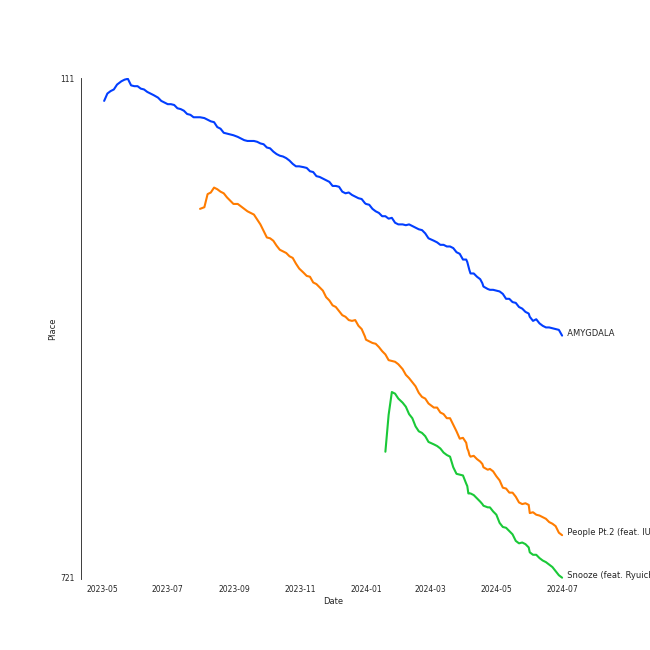 111
AMYGDALA
Place
People Pt.2 (feat. IU
Snooze (feat. Ryuic
721
2023-05 2023-07 2023-09 2023-11 2024-01 2024-03 2024-05 2024-07
Date